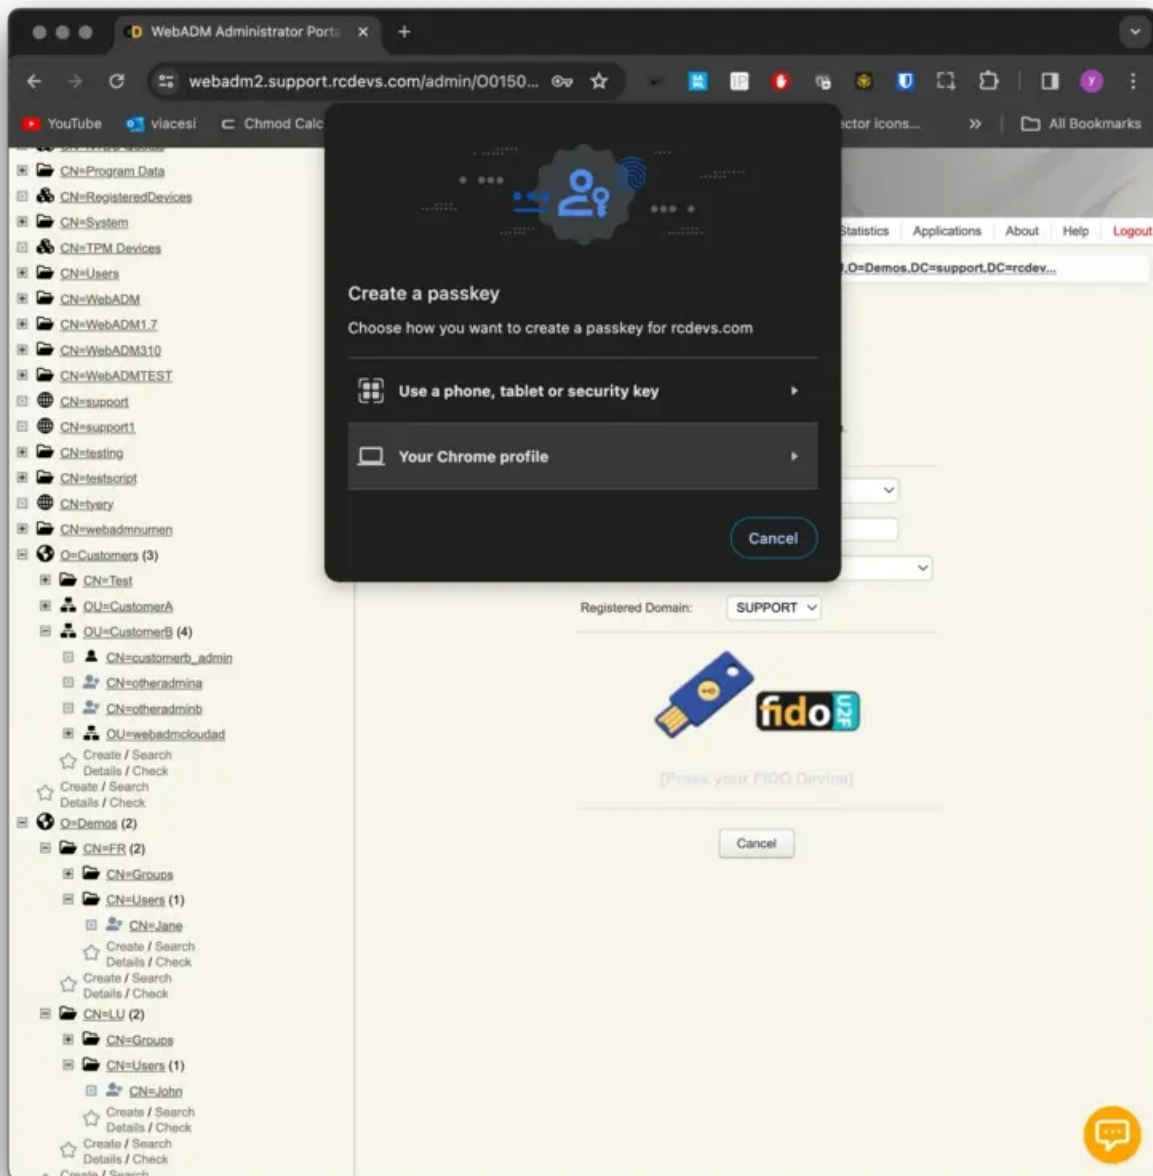 WebADM Administrator Porta
webadm2.support.rcdevs.com/admin/O0150...
YouTube
viacesi
Chmod Calc
ector icons...
»
All Bookmarks
CN=Program Data
CN=RegisteredDevices
CN=System
CN=TPM Devices
CN=Users
CN=WebADM
CN=WebADM1.7
CN=WebADM310
CN=WebADMTEST
CN=support
CN=support1
CN=testing
CN=testscript
CN=tyery
CN=webadmnumen
O=Customers (3)
CN=Test
OU=CustomerA
OU=CustomerB (4)
CN=customerb_admin
CN=otheradmina
CN=otheradminb
OU=webadmcloudad
Create / Search
Details / Check
Create / Search
Details / Check
O=Demos (2)
CN=FR (2)
CN=Groups
CN=Users (1)
CN=Jane
Create / Search
Details / Check
Create / Search
Details / Check
CN=LU (2)
CN=Groups
CN=Users (1)
CN=John
Create / Search
Details / Check
Create / Search
Details / Check
Create / Search
Create a passkey
Choose how you want to create a passkey for rcdevs.com
Use a phone, tablet or security key
Your Chrome profile
Cancel
Statistics
Applications
About
Help
Logout
,O=Demos,DC=support,DC=rcdev...
Registered Domain:
SUPPORT
fido
U2F
[Press your FIDO Device]
Cancel